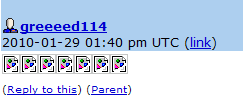 greeeed114
2010-01-29 01:40 pm UTC (link)
(Reply to this) (Parent)